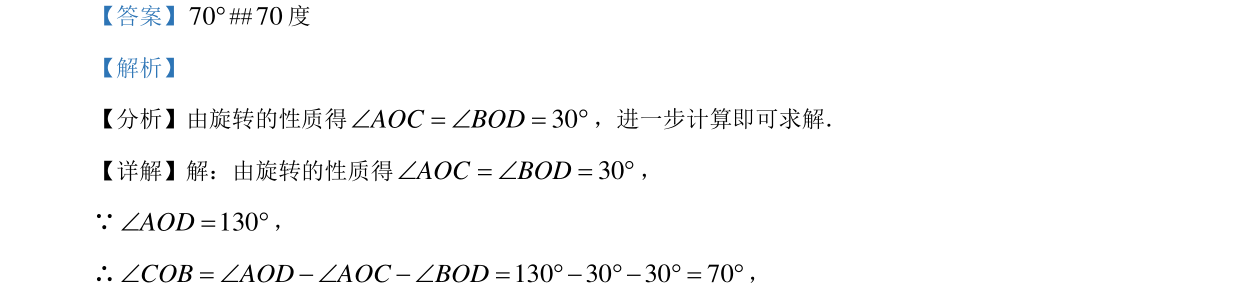 【答案】70°##70度
【解析】
【分析】由旋转的性质得∠AOC=∠BOD=30°，进一步计算即可求解．
【详解】解：由旋转的性质得∠AOC=∠BOD=30°，
∵∠AOD=130°，
∴∠COB=∠AOD−∠AOC−∠BOD=130°−30°−30°=70°，